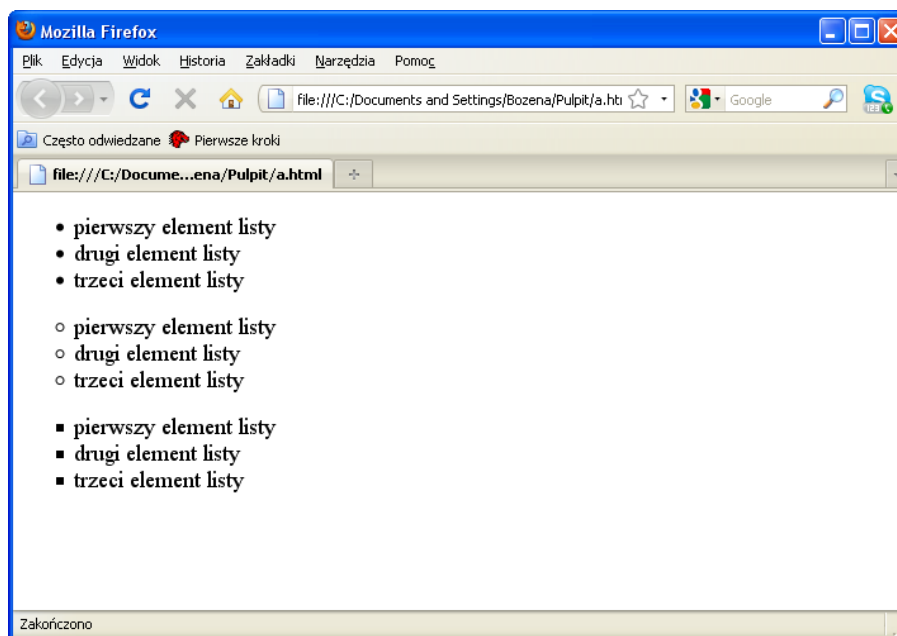 Mozilla Firefox
Plik Edycja Widok Historia Zakładki Narzędzia Pomoc
file:///C:/Documents and Settings/Bozena/Pulpit/a.ht Google
Często odwiedzane Pierwsze kroki
file:///C:/Docume...ena/Pulpit/a.html
pierwszy element listy
drugi element listy
trzeci element listy
pierwszy element listy
drugi element listy
trzeci element listy
pierwszy element listy
drugi element listy
trzeci element listy
Zakończono